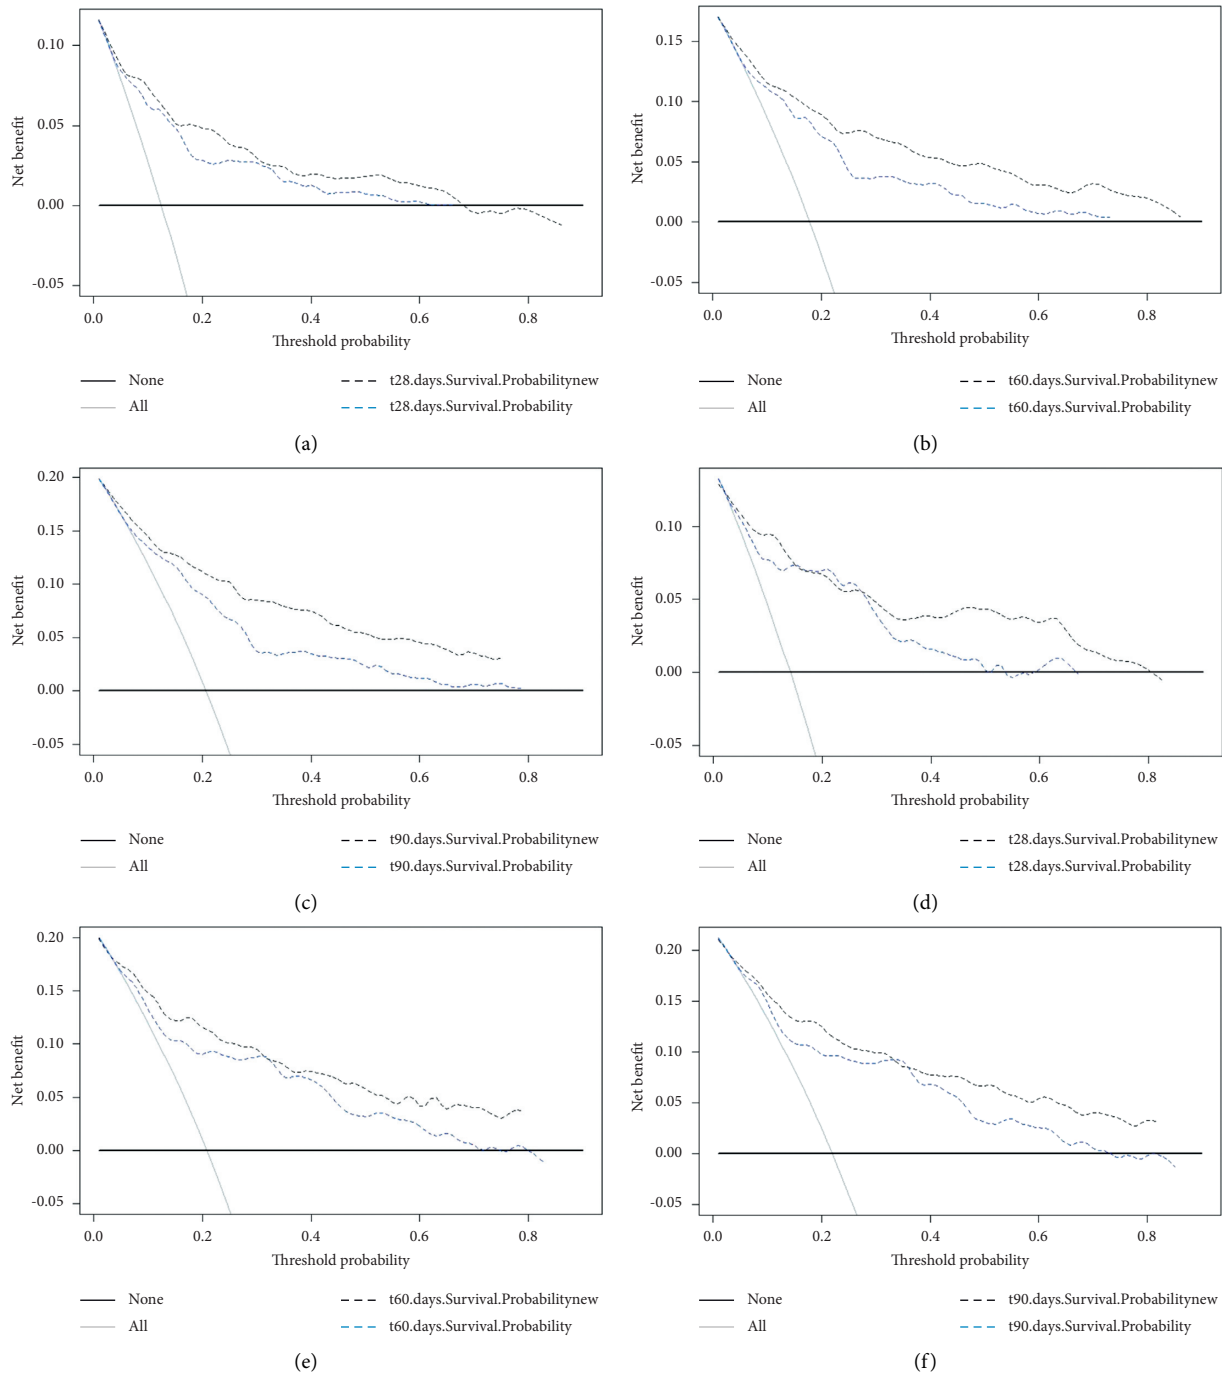 0.10
0.05
0.00
-0.05
Net benefit
0.0 0.2 0.4 0.6 0.8
Threshold probability
None t28.days.Survival.Probabilitynew
All t28.days.Survival.Probability
(a)
0.15
0.10
0.05
0.00
-0.05
Net benefit
0.0 0.2 0.4 0.6 0.8
Threshold probability
None t60.days.Survival.Probabilitynew
All t60.days.Survival.Probability
(b)
0.20
0.15
0.10
0.05
0.00
-0.05
Net benefit
0.0 0.2 0.4 0.6 0.8
Threshold probability
None t90.days.Survival.Probabilitynew
All t90.days.Survival.Probability
(c)
0.10
0.05
0.00
-0.05
Net benefit
0.0 0.2 0.4 0.6 0.8
Threshold probability
None t28.days.Survival.Probabilitynew
All t28.days.Survival.Probability
(d)
0.20
0.15
0.10
0.05
0.00
-0.05
Net benefit
0.0 0.2 0.4 0.6 0.8
Threshold probability
None t60.days.Survival.Probabilitynew
All t60.days.Survival.Probability
(e)
0.20
0.15
0.10
0.05
0.00
-0.05
Net benefit
0.0 0.2 0.4 0.6 0.8
Threshold probability
None t90.days.Survival.Probabilitynew
All t90.days.Survival.Probability
(f)